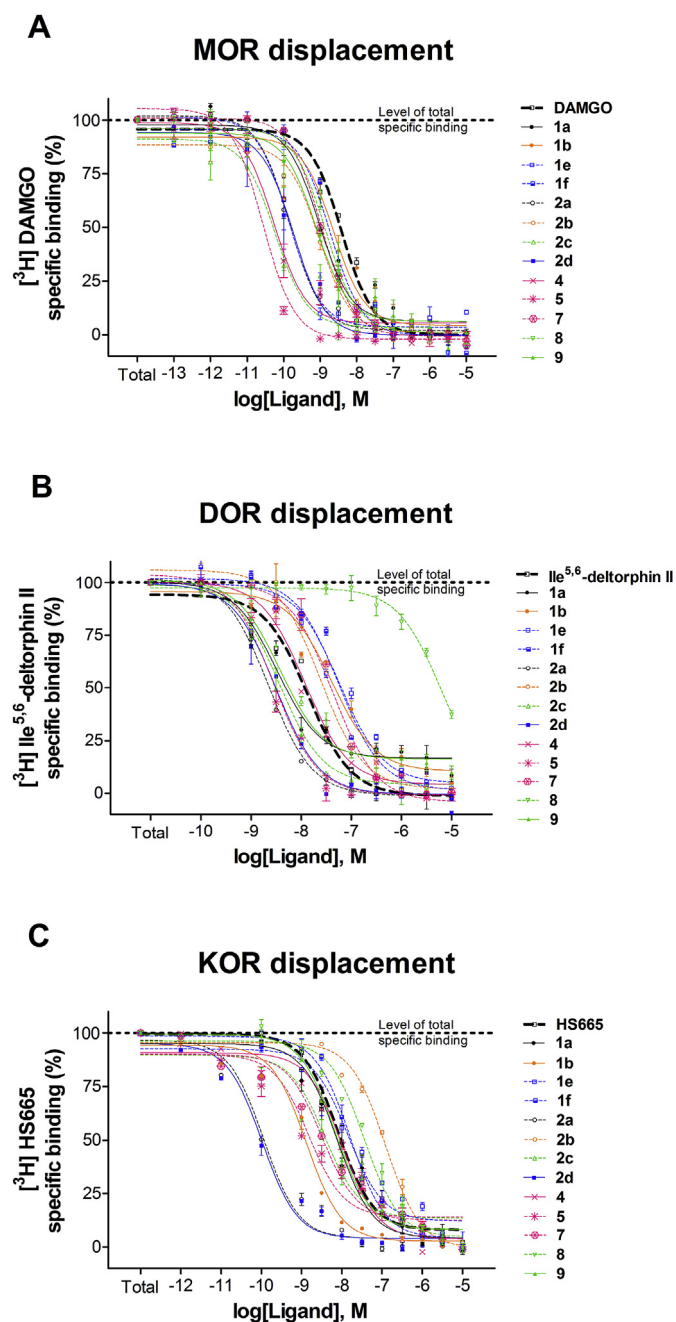 A
MOR displacement
[³H] DAMGO
specific binding (%)
100
75
50
25
0
Level of total
specific binding
Total -13 -12 -11 -10 -9 -8 -7 -6 -5
log[Ligand], M
DAMGO
1a
1b
1e
1f
2a
2b
2c
2d
4
5
7
8
9
B
DOR displacement
[³H] Ile⁵,⁶-deltorphin II
specific binding (%)
100
75
50
25
0
Level of total
specific binding
Total -10 -9 -8 -7 -6 -5
log[Ligand], M
Ile⁵,⁶-deltorphin II
1a
1b
1e
1f
2a
2b
2c
2d
4
5
7
8
9
C
KOR displacement
[³H] HS665
specific binding (%)
100
75
50
25
0
Level of total
specific binding
Total -12 -11 -10 -9 -8 -7 -6 -5
log[Ligand], M
HS665
1a
1b
1e
1f
2a
2b
2c
2d
4
5
7
8
9